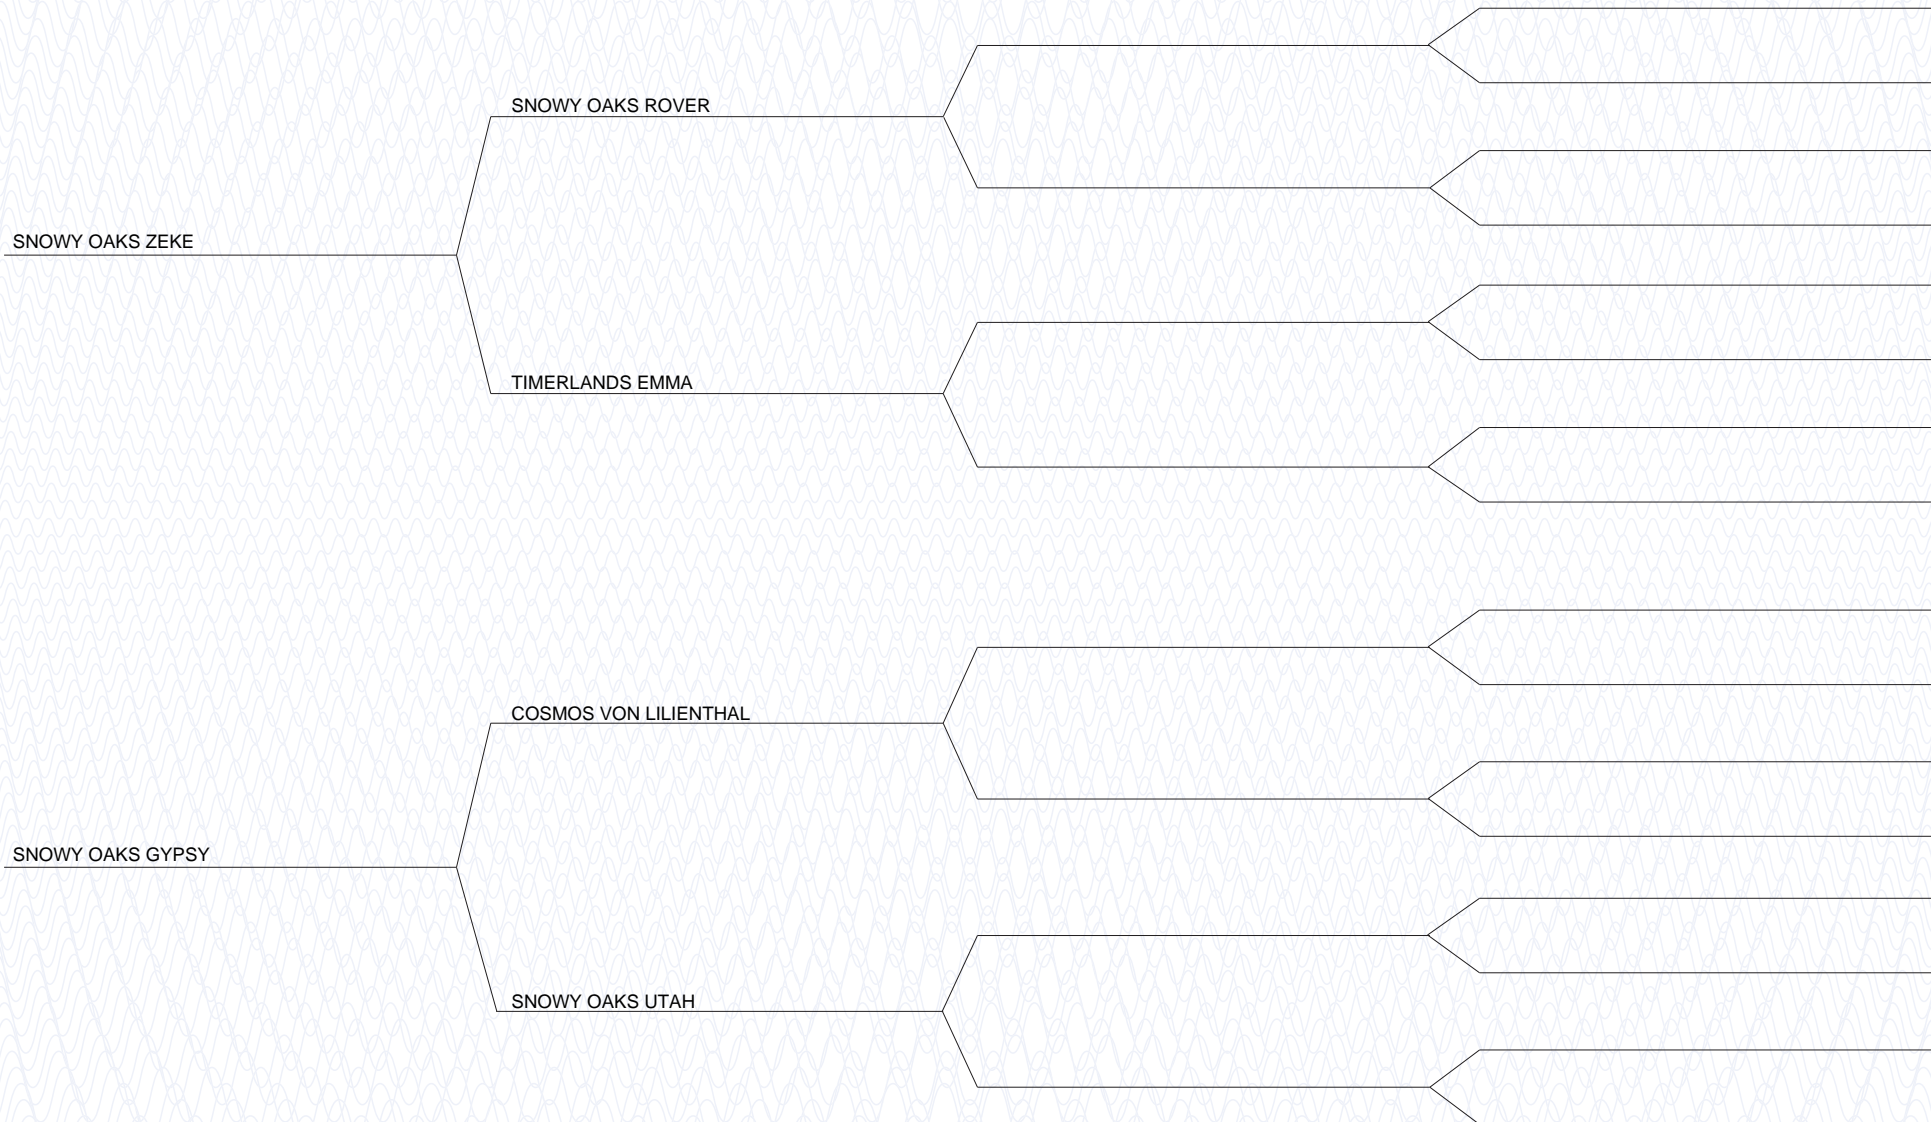 SNOWY OAKS ROVER
SNOWY OAKS ZEKE
TIMERLANDS EMMA
COSMOS VON LILIENTHAL
SNOWY OAKS GYPSY
SNOWY OAKS UTAH